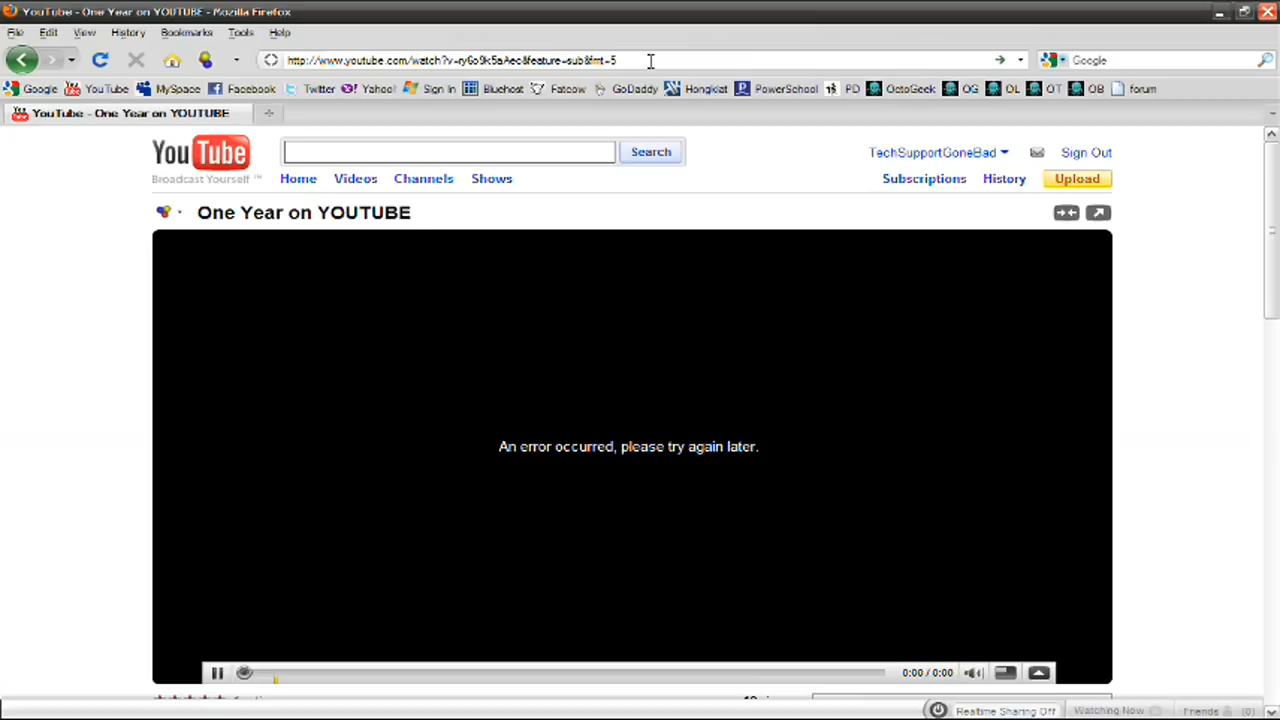 YouTube - One Year on YOUTUBE - Mozilla Firefox
File Edit View History Bookmarks Tools Help
Google
Google YouTube MySpace Facebook Twitter Yahoo! Sign In Bluehost Fatcow GoDaddy Hongkiat PowerSchool PD OctoGeek OG OL OT OB forum
YouTube - One Year on YOUTUBE
YouTube Search TechSupportGoneBad Sign Out
Broadcast Yourself ™ Home Videos Channels Shows Subscriptions History Upload
One Year on YOUTUBE
An error occurred, please try again later.
0:00 / 0:00
Realtime Sharing Off Watching Now Friends (0)